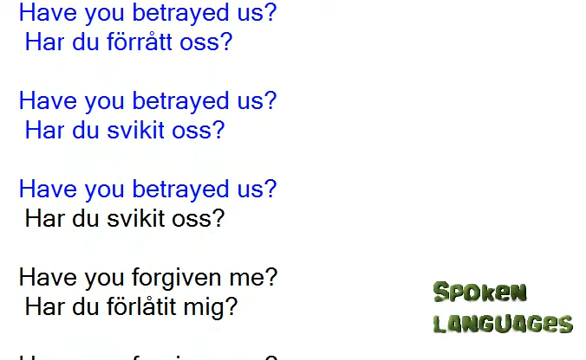 Have you betrayed us?
Har du förrått oss?
Have you betrayed us?
Har du svikit oss?
Have you betrayed us?
Har du svikit oss?
Have you forgiven me?
Har du förlåtit mig?
Spoken
Languages